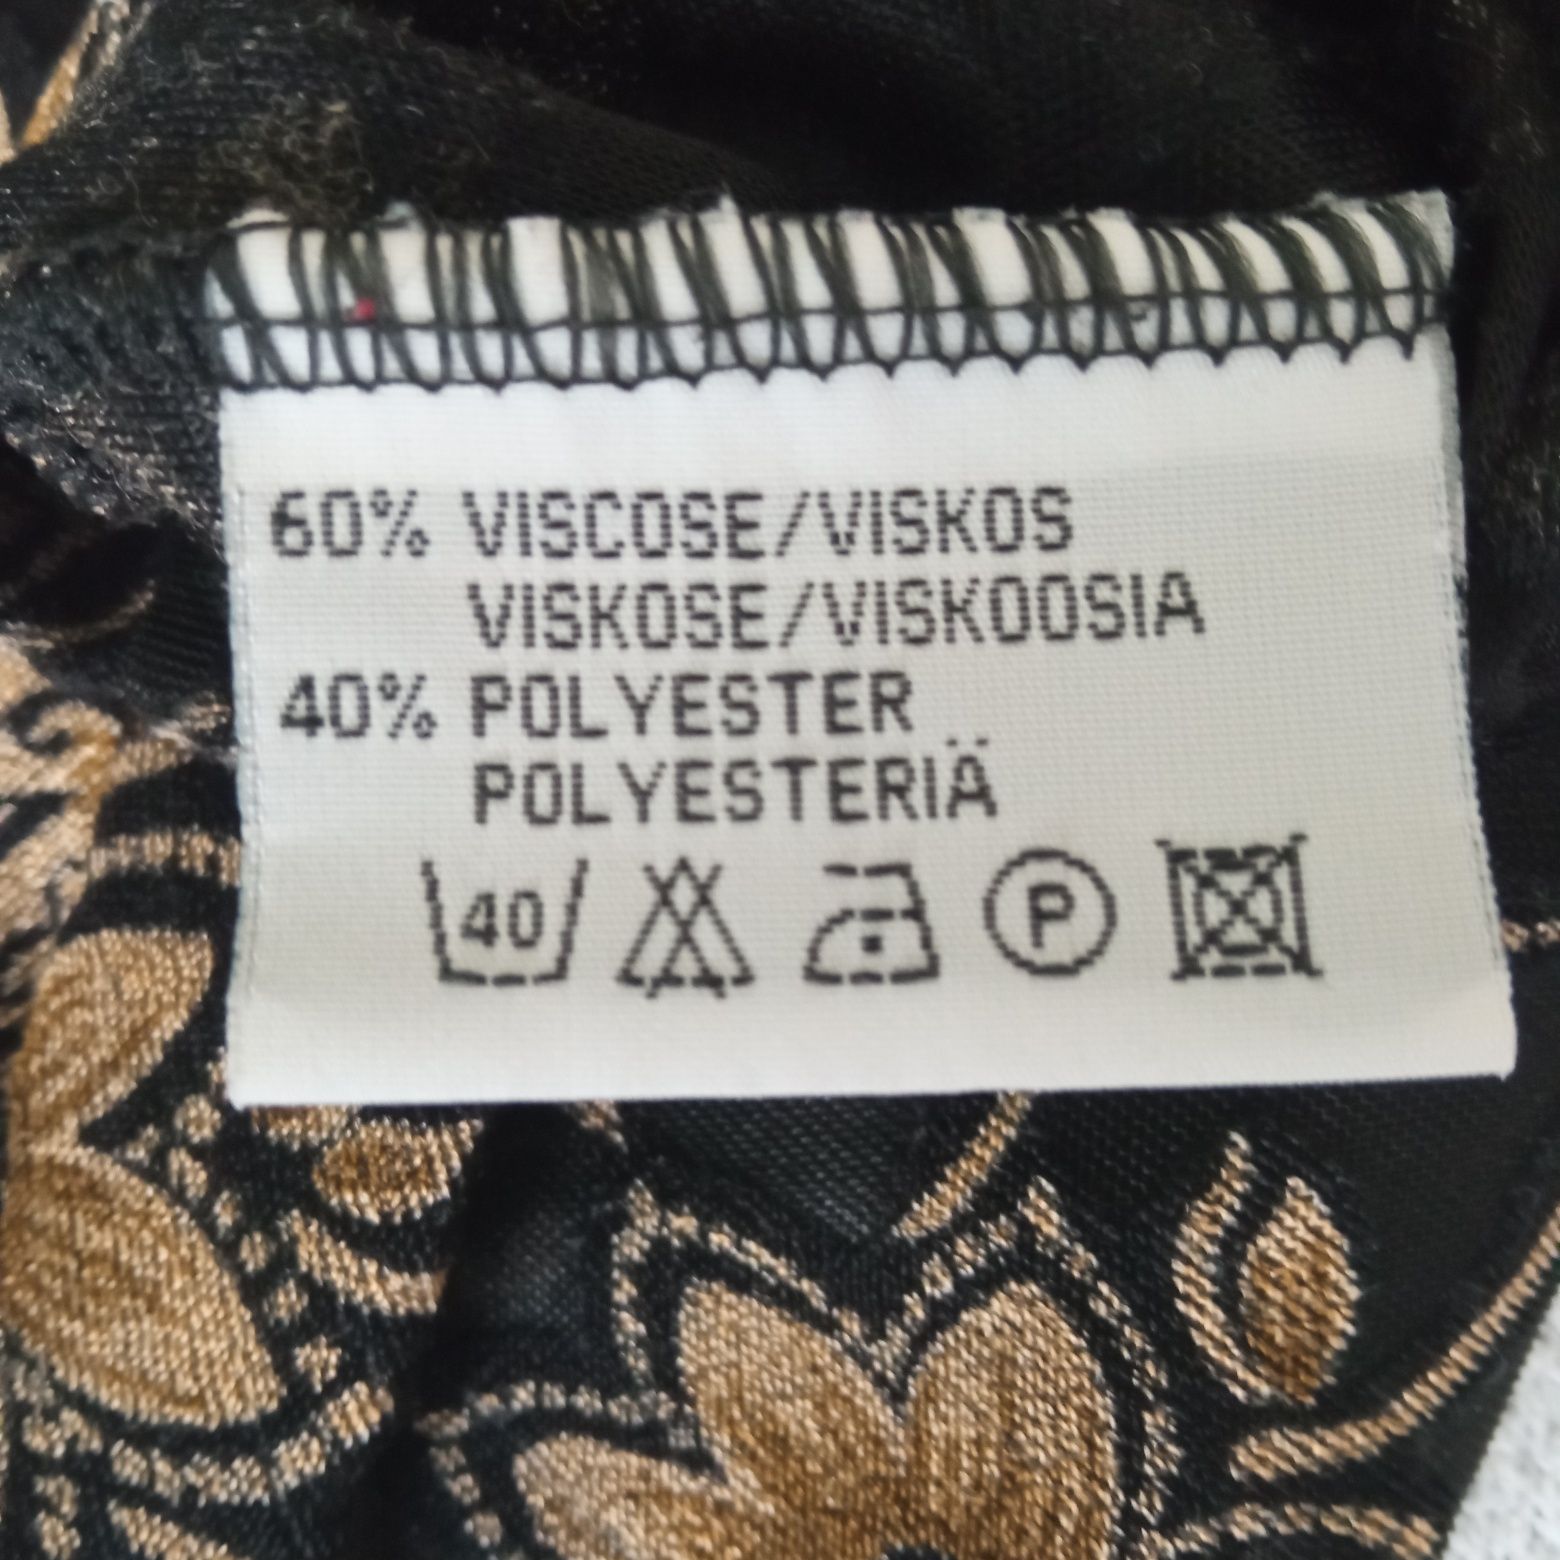 60% VISCOSE/VISKOS
VISKOSE/VISKOOSIA
40% POLYESTER
POLYESTERIÄ
40 P